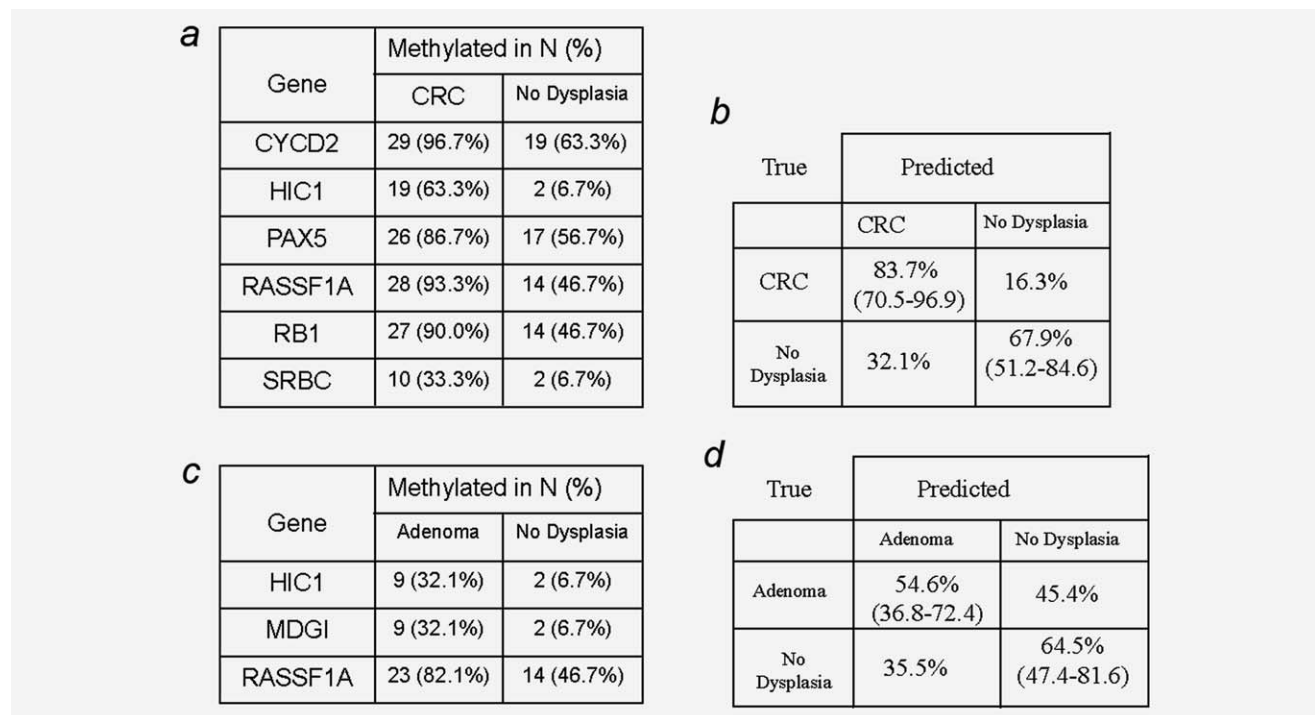 a
Gene Methylated in N (%)
CRC No Dysplasia
CYCD2 29 (96.7%) 19 (63.3%)
HIC1 19 (63.3%) 2 (6.7%)
PAX5 26 (86.7%) 17 (56.7%)
RASSF1A 28 (93.3%) 14 (46.7%)
RB1 27 (90.0%) 14 (46.7%)
SRBC 10 (33.3%) 2 (6.7%)
b
True Predicted
CRC No Dysplasia
CRC 83.7% 16.3%
(70.5-96.9)
No Dysplasia 32.1% 67.9%
(51.2-84.6)
c
Gene Methylated in N (%)
Adenoma No Dysplasia
HIC1 9 (32.1%) 2 (6.7%)
MDGI 9 (32.1%) 2 (6.7%)
RASSF1A 23 (82.1%) 14 (46.7%)
d
True Predicted
Adenoma No Dysplasia
Adenoma 54.6% 45.4%
(36.8-72.4)
No Dysplasia 35.5% 64.5%
(47.4-81.6)